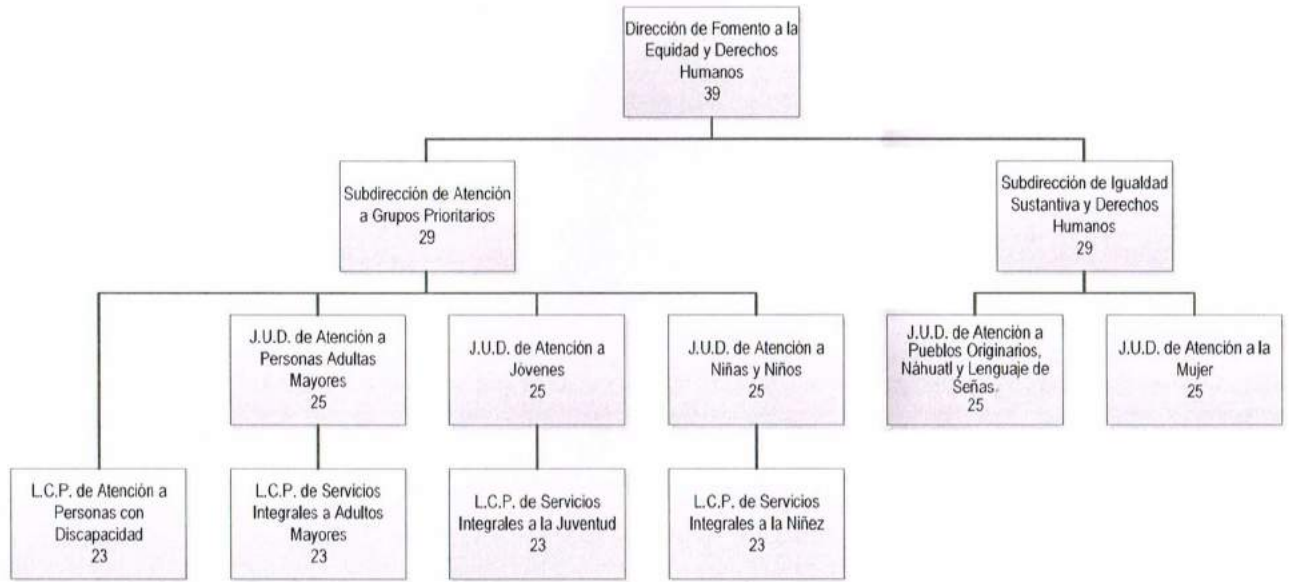 Dirección de Fomento a la
Equidad y Derechos
Humanos
39
Subdirección de Atención
a Grupos Prioritarios
29
Subdirección de Igualdad
Sustantiva y Derechos
Humanos
29
J.U.D. de Atención a
Personas Adultas
Mayores
25
J.U.D. de Atención a
Jóvenes
25
J.U.D. de Atención a
Niñas y Niños
25
J.U.D. de Atención a
Pueblos Originarios,
Náhuatl y Lenguaje de
Señas.
25
J.U.D. de Atención a la
Mujer
25
L.C.P. de Atención a
Personas con
Discapacidad
23
L.C.P. de Servicios
Integrales a Adultos
Mayores
23
L.C.P. de Servicios
Integrales a la Juventud
23
L.C.P. de Servicios
Integrales a la Niñez
23